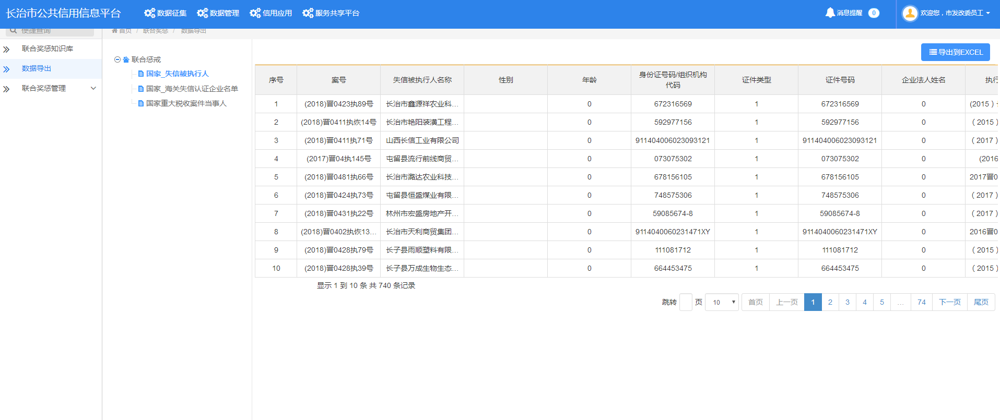 长治市公共信用信息平台 数据征集 数据管理 信用应用 服务共享平台 消息提醒 0 欢迎您，市发改委员工
便捷查询 首页 / 联合奖惩 / 数据导出
联合奖惩知识库
数据导出
联合奖惩管理
联合惩戒
国家_失信被执行人
国家_海关失信认证企业名单
国家重大税收案件当事人
导出到EXCEL
序号 案号 失信被执行人名称 性别 年龄 身份证号码/组织机构代码 证件类型 证件号码 企业法人姓名 执行
1 (2018)晋0423执89号 长治市鑫源祥农业科... 0 672316569 1 672316569 0 (2015 )
2 (2018)晋0411执恢14号 长治市艳阳装潢工程... 0 592977156 1 592977156 0 ( 2015 )
3 (2018)晋0411执71号 山西长信工业有限公司 0 911404006023093121 1 911404006023093121 0 ( 2017 )
4 (2017)晋04执145号 屯留县流行前线商贸... 0 073075302 1 073075302 0 (2016
5 (2018)晋0481执66号 长治市潞达农业科技... 0 678156105 1 678156105 0 2017晋0
6 (2018)晋0424执73号 屯留县恒盛煤业有限... 0 748575306 1 748575306 0 ( 2017 )
7 (2018)晋0431执22号 林州市宏盛房地产开... 0 59085674-8 1 59085674-8 0 ( 2017 )
8 (2018)晋0402执恢13... 长治市天利商贸集团... 0 9114040060231471XY 1 9114040060231471XY 0 2016晋0
9 (2018)晋0428执79号 长子县雨顺塑料有限... 0 111081712 1 111081712 0 ( 2015 )
10 (2018)晋0428执39号 长子县万成生物生态... 0 664453475 1 664453475 0 ( 2015 )
显示 1 到 10 条 共 740 条记录
跳转 页 10 首页 上一页 1 2 3 4 5 ... 74 下一页 尾页